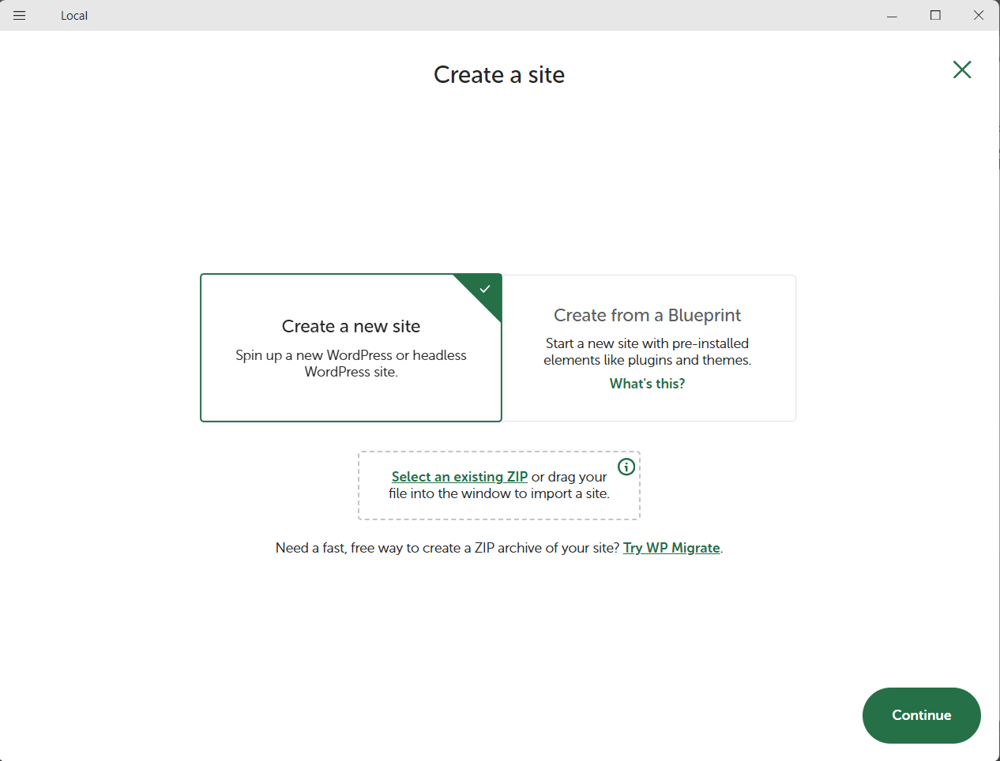 Local
Create a site
Create a new site
Spin up a new WordPress or headless
WordPress site.
Create from a Blueprint
Start a new site with pre-installed
elements like plugins and themes.
What's this?
Select an existing ZIP or drag your
file into the window to import a site.
Need a fast, free way to create a ZIP archive of your site? Try WP Migrate.
Continue